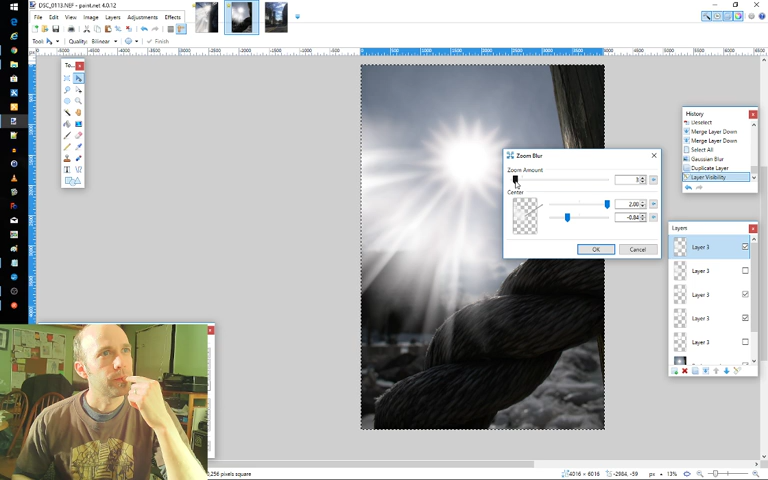 DSC_0113.NEF - paint.net 4.0.12
File Edit View Image Layers Adjustments Effects
Tool: Quality: Bilinear Finish
To...
History
Deselect
Merge Layer Down
Merge Layer Down
Select All
Gaussian Blur
Duplicate Layer
Layer Visibility
Zoom Blur
Zoom Amount
Center
2.00
-0.84
OK Cancel
Layers
Layer 3
Layer 3
Layer 3
Layer 3
Layer 3
,256 pixels square
4016 x 6016 -2984, -59 px 13%